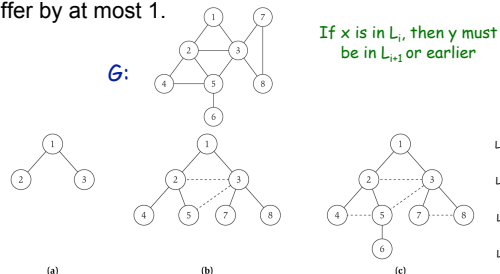 ffer by at most 1.
If x is in Lᵢ, then y must
be in Lᵢ₊₁ or earlier
G:
1 7
2 3
4 5 8
6
1
2 3
(a)
1
2 3
4 5 7 8
(b)
1 L
2 3 L
4 5 7 8 L
6 L
(c)